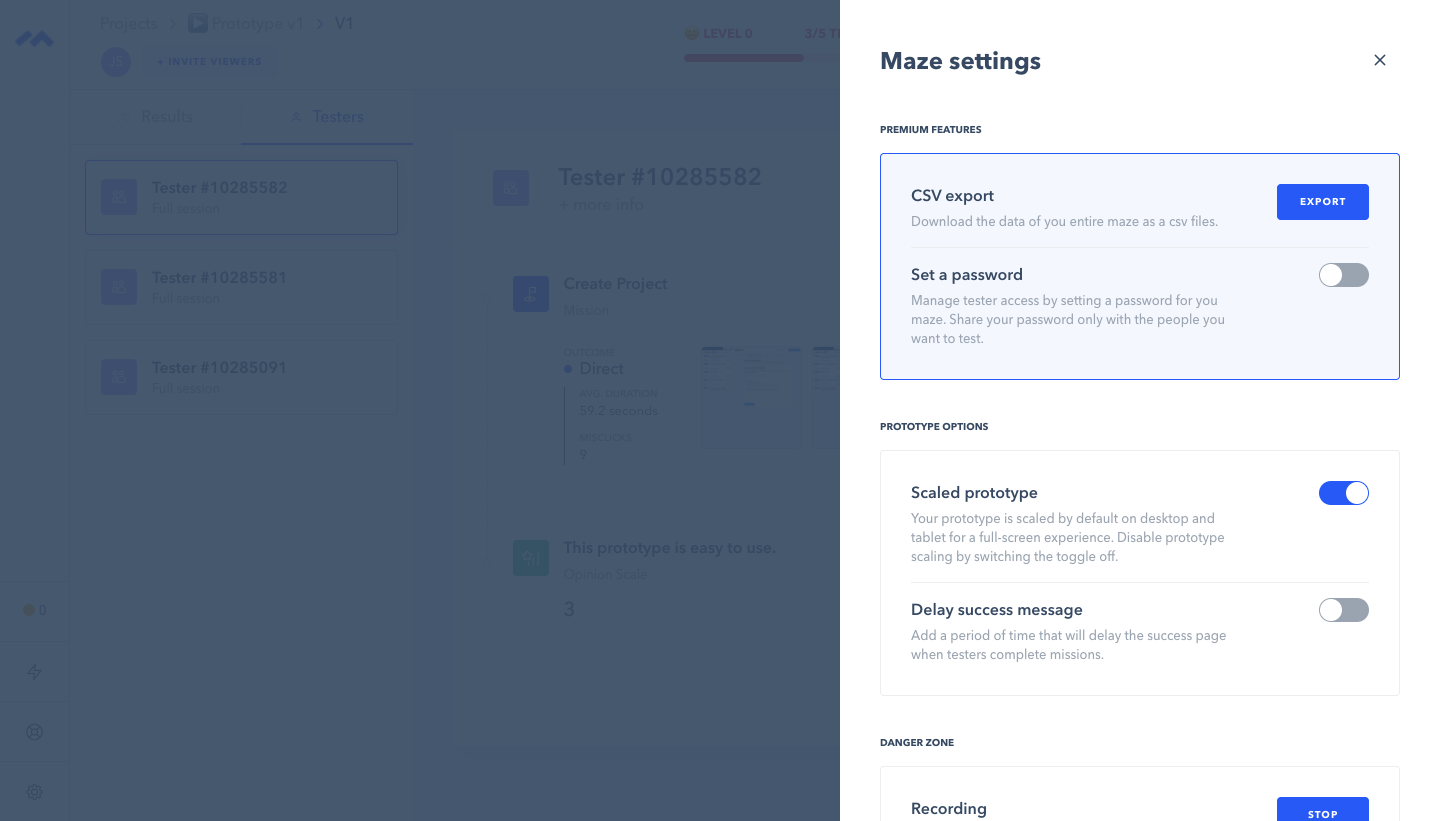 Projects > Prototype v1 > V1
+ INVITE VIEWERS
LEVEL 0
Results
Testers
Tester #10285582
Full session
Tester #10285581
Full session
Tester #10285091
Full session
0
Tester #10285582
+ more info
Create Project
Mission
OUTCOME
Direct
AVG. DURATION
59.2 seconds
MISCLICKS
9
This prototype is easy to use.
Opinion Scale
3
Maze settings
PREMIUM FEATURES
CSV export
EXPORT
Download the data of you entire maze as a csv files.
Set a password
Manage tester access by setting a password for you
maze. Share your password only with the people you
want to test.
PROTOTYPE OPTIONS
Scaled prototype
Your prototype is scaled by default on desktop and
tablet for a full-screen experience. Disable prototype
scaling by switching the toggle off.
Delay success message
Add a period of time that will delay the success page
when testers complete missions.
DANGER ZONE
Recording
STOP